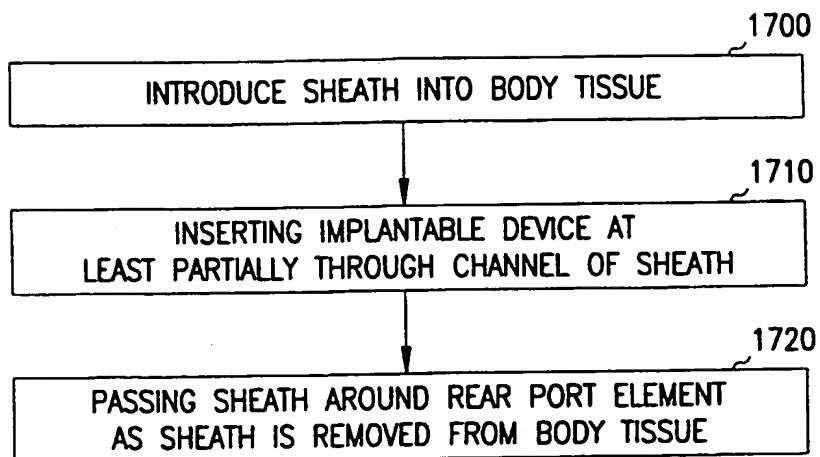 1700
INTRODUCE SHEATH INTO BODY TISSUE
1710
INSERTING IMPLANTABLE DEVICE AT
LEAST PARTIALLY THROUGH CHANNEL OF SHEATH
1720
PASSING SHEATH AROUND REAR PORT ELEMENT
AS SHEATH IS REMOVED FROM BODY TISSUE